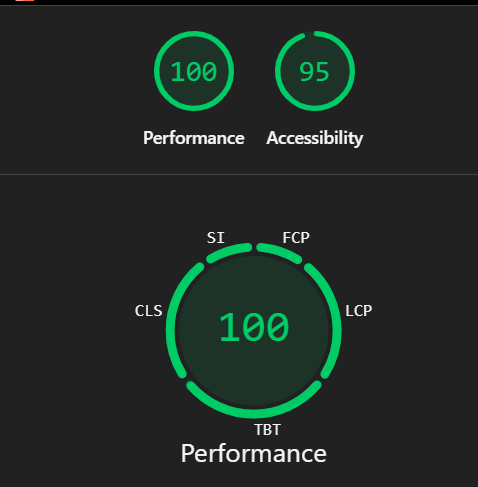 100 95
Performance Accessibility
SI FCP
CLS LCP
100
TBT
Performance